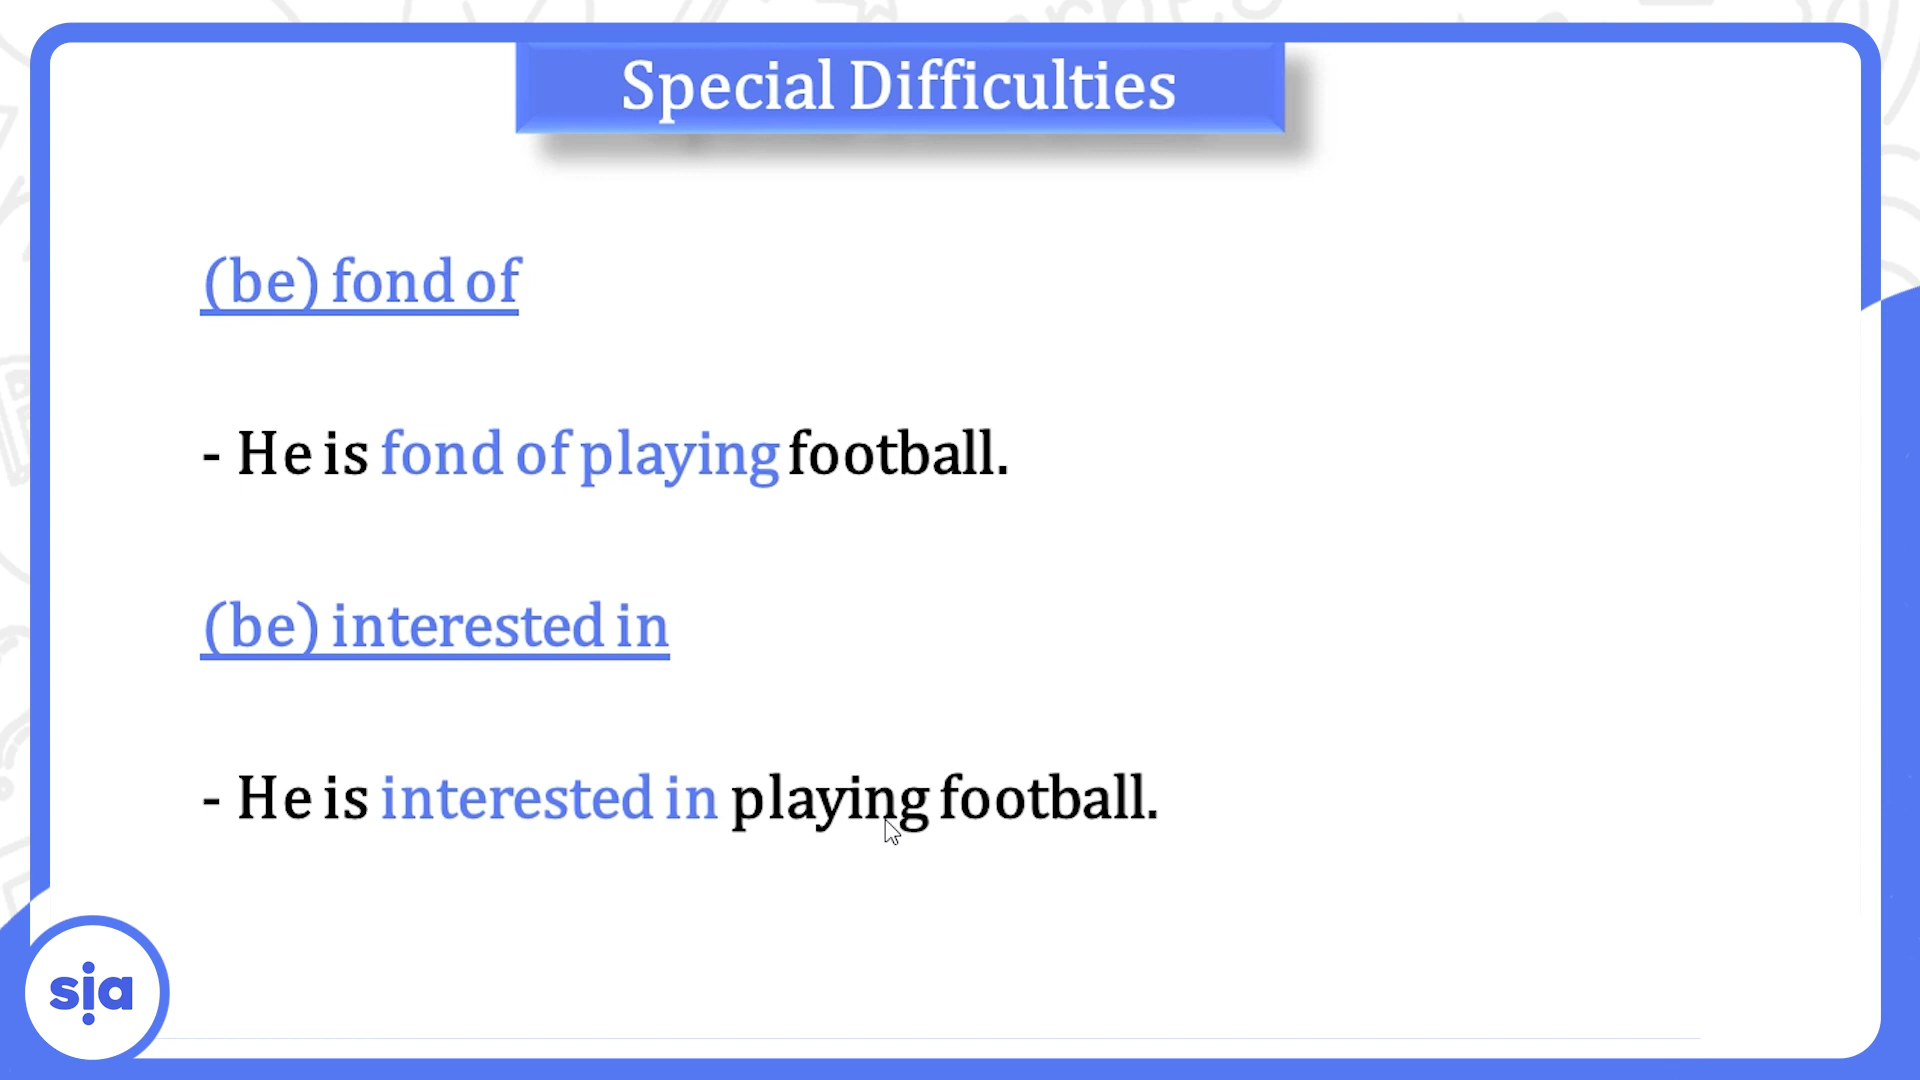 Special Difficulties
(be) fond of
- He is fond of playing football.
(be) interested in
- He is interested in playing football.
sia